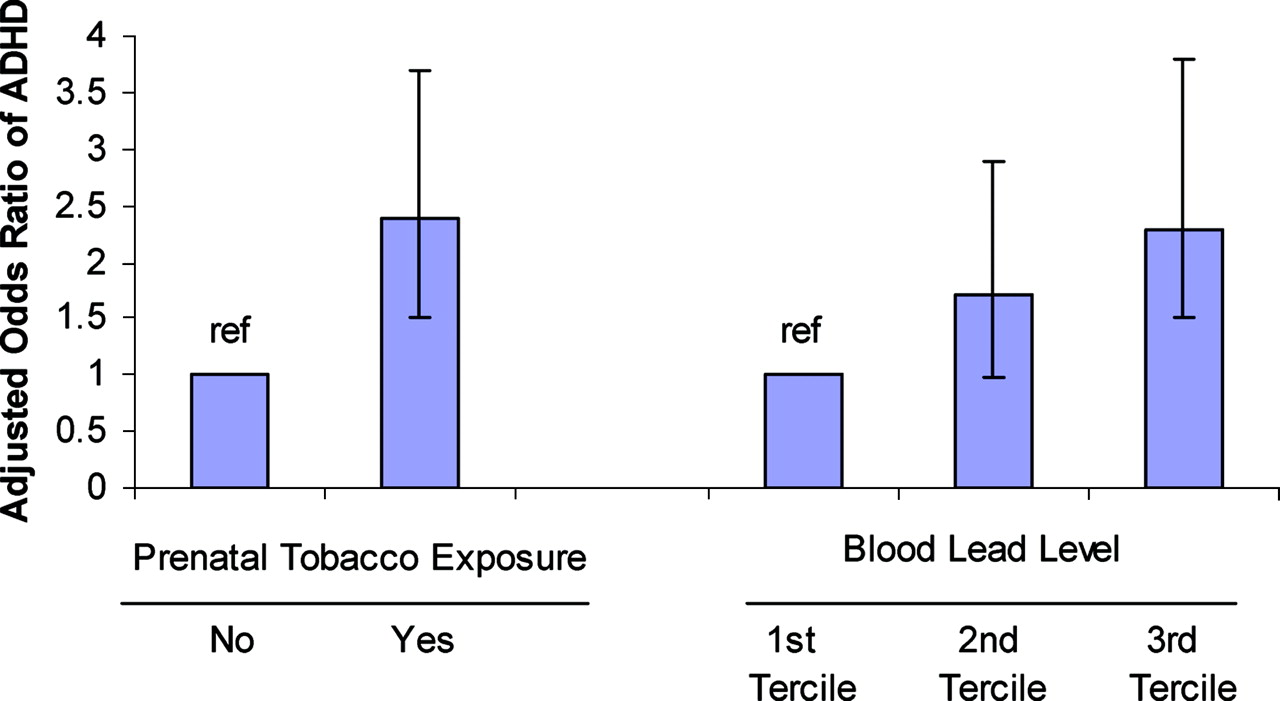 Adjusted Odds Ratio of ADHD
4
3.5
3
2.5
2
1.5
1
0.5
0
ref
ref
Prenatal Tobacco Exposure
No Yes
Blood Lead Level
1st 2nd 3rd
Tercile Tercile Tercile